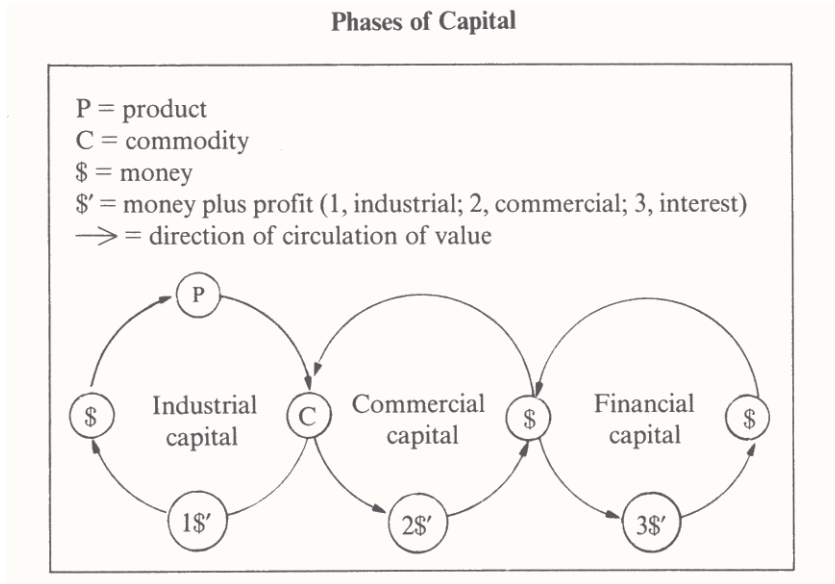 Phases of Capital
P = product
C = commodity
$ = money
$′ = money plus profit (1, industrial; 2, commercial; 3, interest)
→ = direction of circulation of value
P
$
Industrial
capital
C
Commercial
capital
$
Financial
capital
$
1$′
2$′
3$′